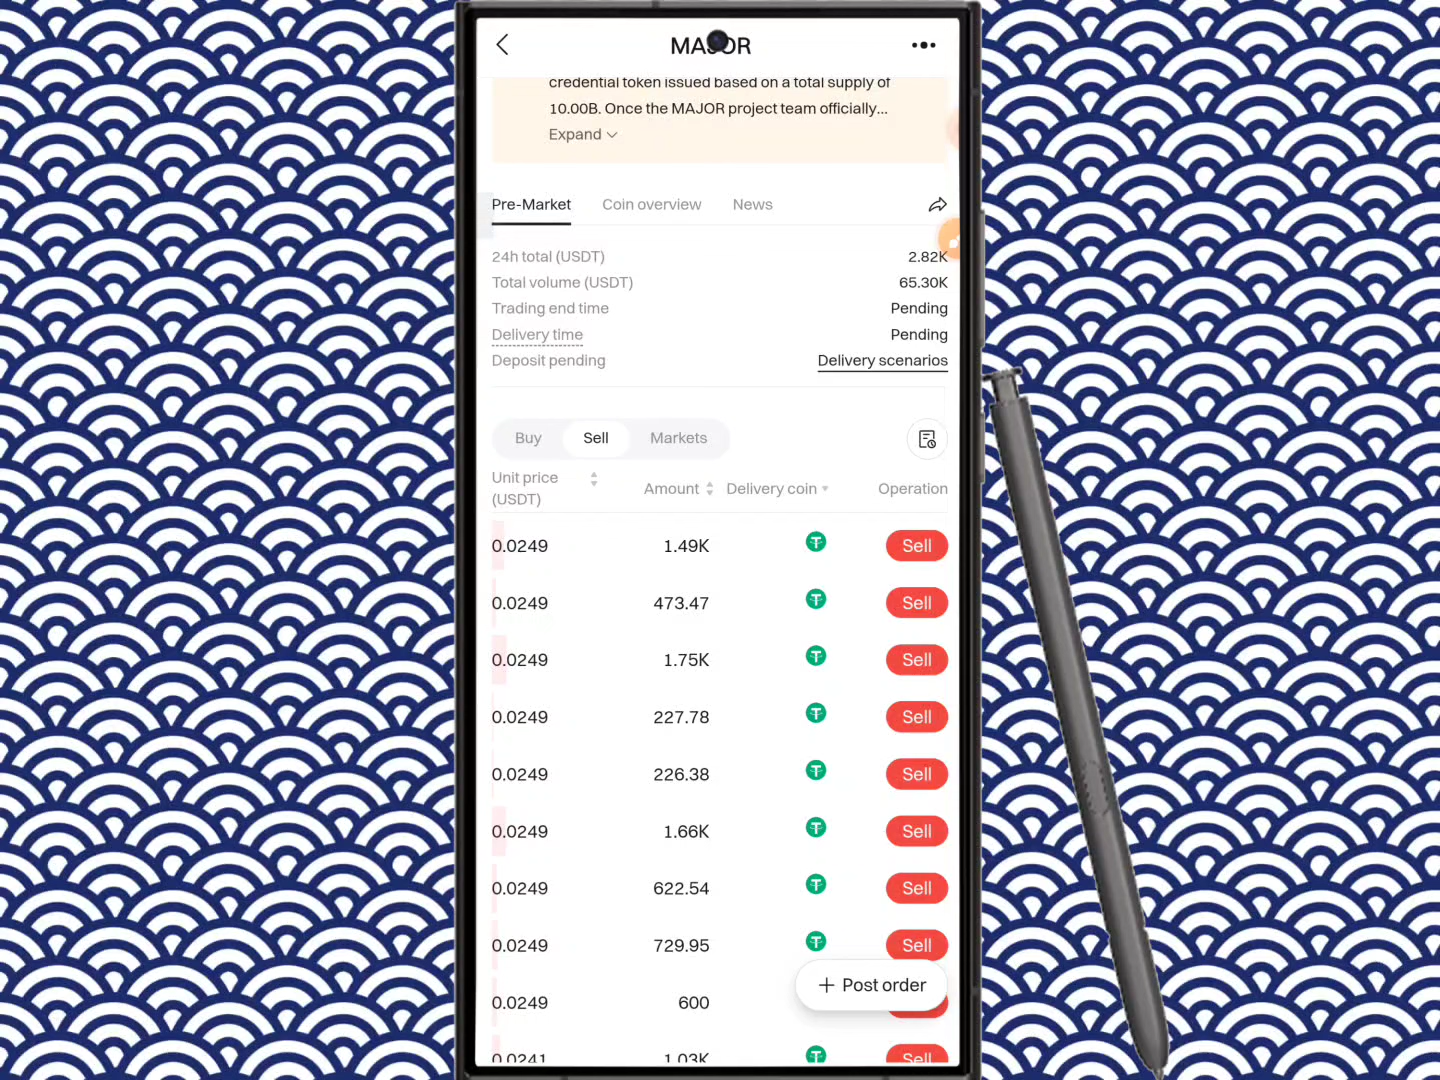 MAJOR
credential token issued based on a total supply of
10.00B. Once the MAJOR project team officially...
Expand
Pre-Market Coin overview News
24h total (USDT) 2.82K
Total volume (USDT) 65.30K
Trading end time Pending
Delivery time Pending
Deposit pending Delivery scenarios
Buy Sell Markets
Unit price
(USDT) Amount Delivery coin Operation
0.0249 1.49K Sell
0.0249 473.47 Sell
0.0249 1.75K Sell
0.0249 227.78 Sell
0.0249 226.38 Sell
0.0249 1.66K Sell
0.0249 622.54 Sell
0.0249 729.95 Sell
+ Post order
0.0249 600
0.0241 1.03K Sell